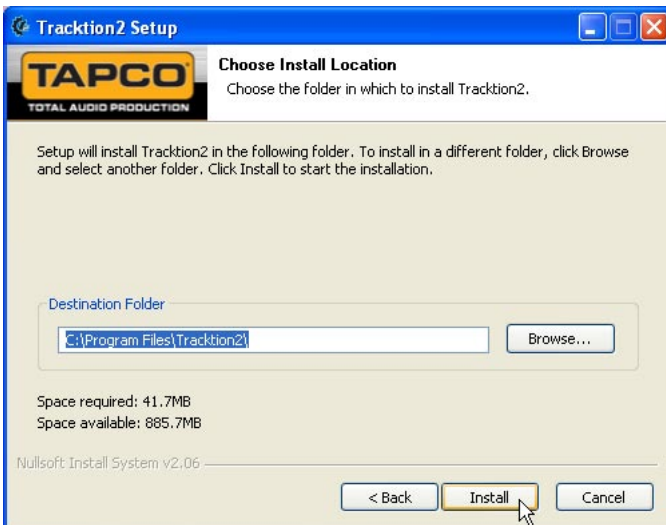 Tracktion2 Setup
TAPCO
TOTAL AUDIO PRODUCTION
Choose Install Location
Choose the folder in which to install Tracktion2.
Setup will install Tracktion2 in the following folder. To install in a different folder, click Browse
and select another folder. Click Install to start the installation.
Destination Folder
C:\Program Files\Tracktion2\
Browse...
Space required: 41.7MB
Space available: 885.7MB
Nullsoft Install System v2.06
< Back
Install
Cancel